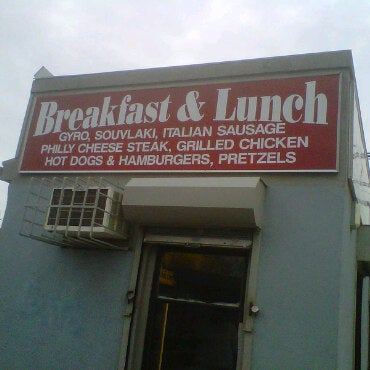 Breakfast & Lunch
GYRO, SOUVLAKI, ITALIAN SAUSAGE
PHILLY CHEESE STEAK, GRILLED CHICKEN
HOT DOGS & HAMBURGERS, PRETZELS